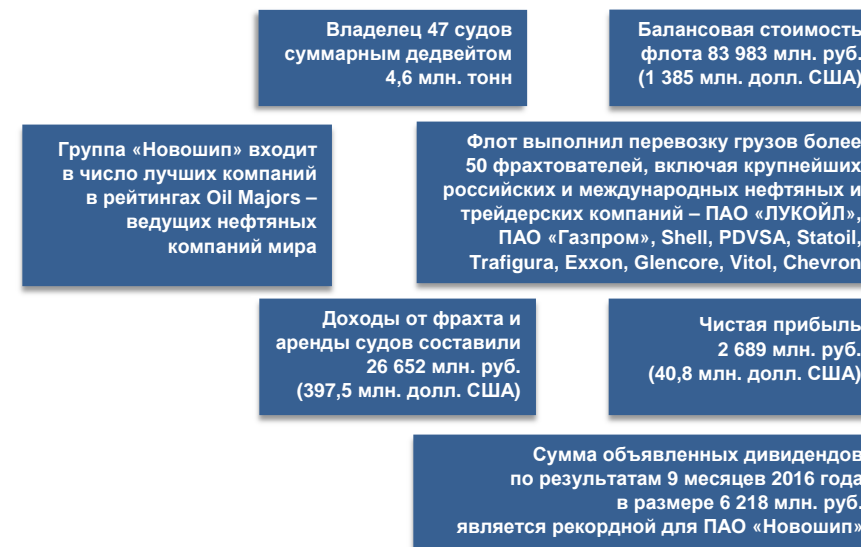 Владелец 47 судов
суммарным дедвейтом
4,6 млн. тонн
Балансовая стоимость
флота 83 983 млн. руб.
(1 385 млн. долл. США)
Группа «Новошип» входит
в число лучших компаний
в рейтингах Oil Majors –
ведущих нефтяных
компаний мира
Флот выполнил перевозку грузов более
50 фрахтователей, включая крупнейших
российских и международных нефтяных и
трейдерских компаний – ПАО «ЛУКОЙЛ»,
ПАО «Газпром», Shell, PDVSA, Statoil,
Trafigura, Exxon, Glencore, Vitol, Chevron
Доходы от фрахта и
аренды судов составили
26 652 млн. руб.
(397,5 млн. долл. США)
Чистая прибыль
2 689 млн. руб.
(40,8 млн. долл. США)
Сумма объявленных дивидендов
по результатам 9 месяцев 2016 года
в размере 6 218 млн. руб.
является рекордной для ПАО «Новошип»